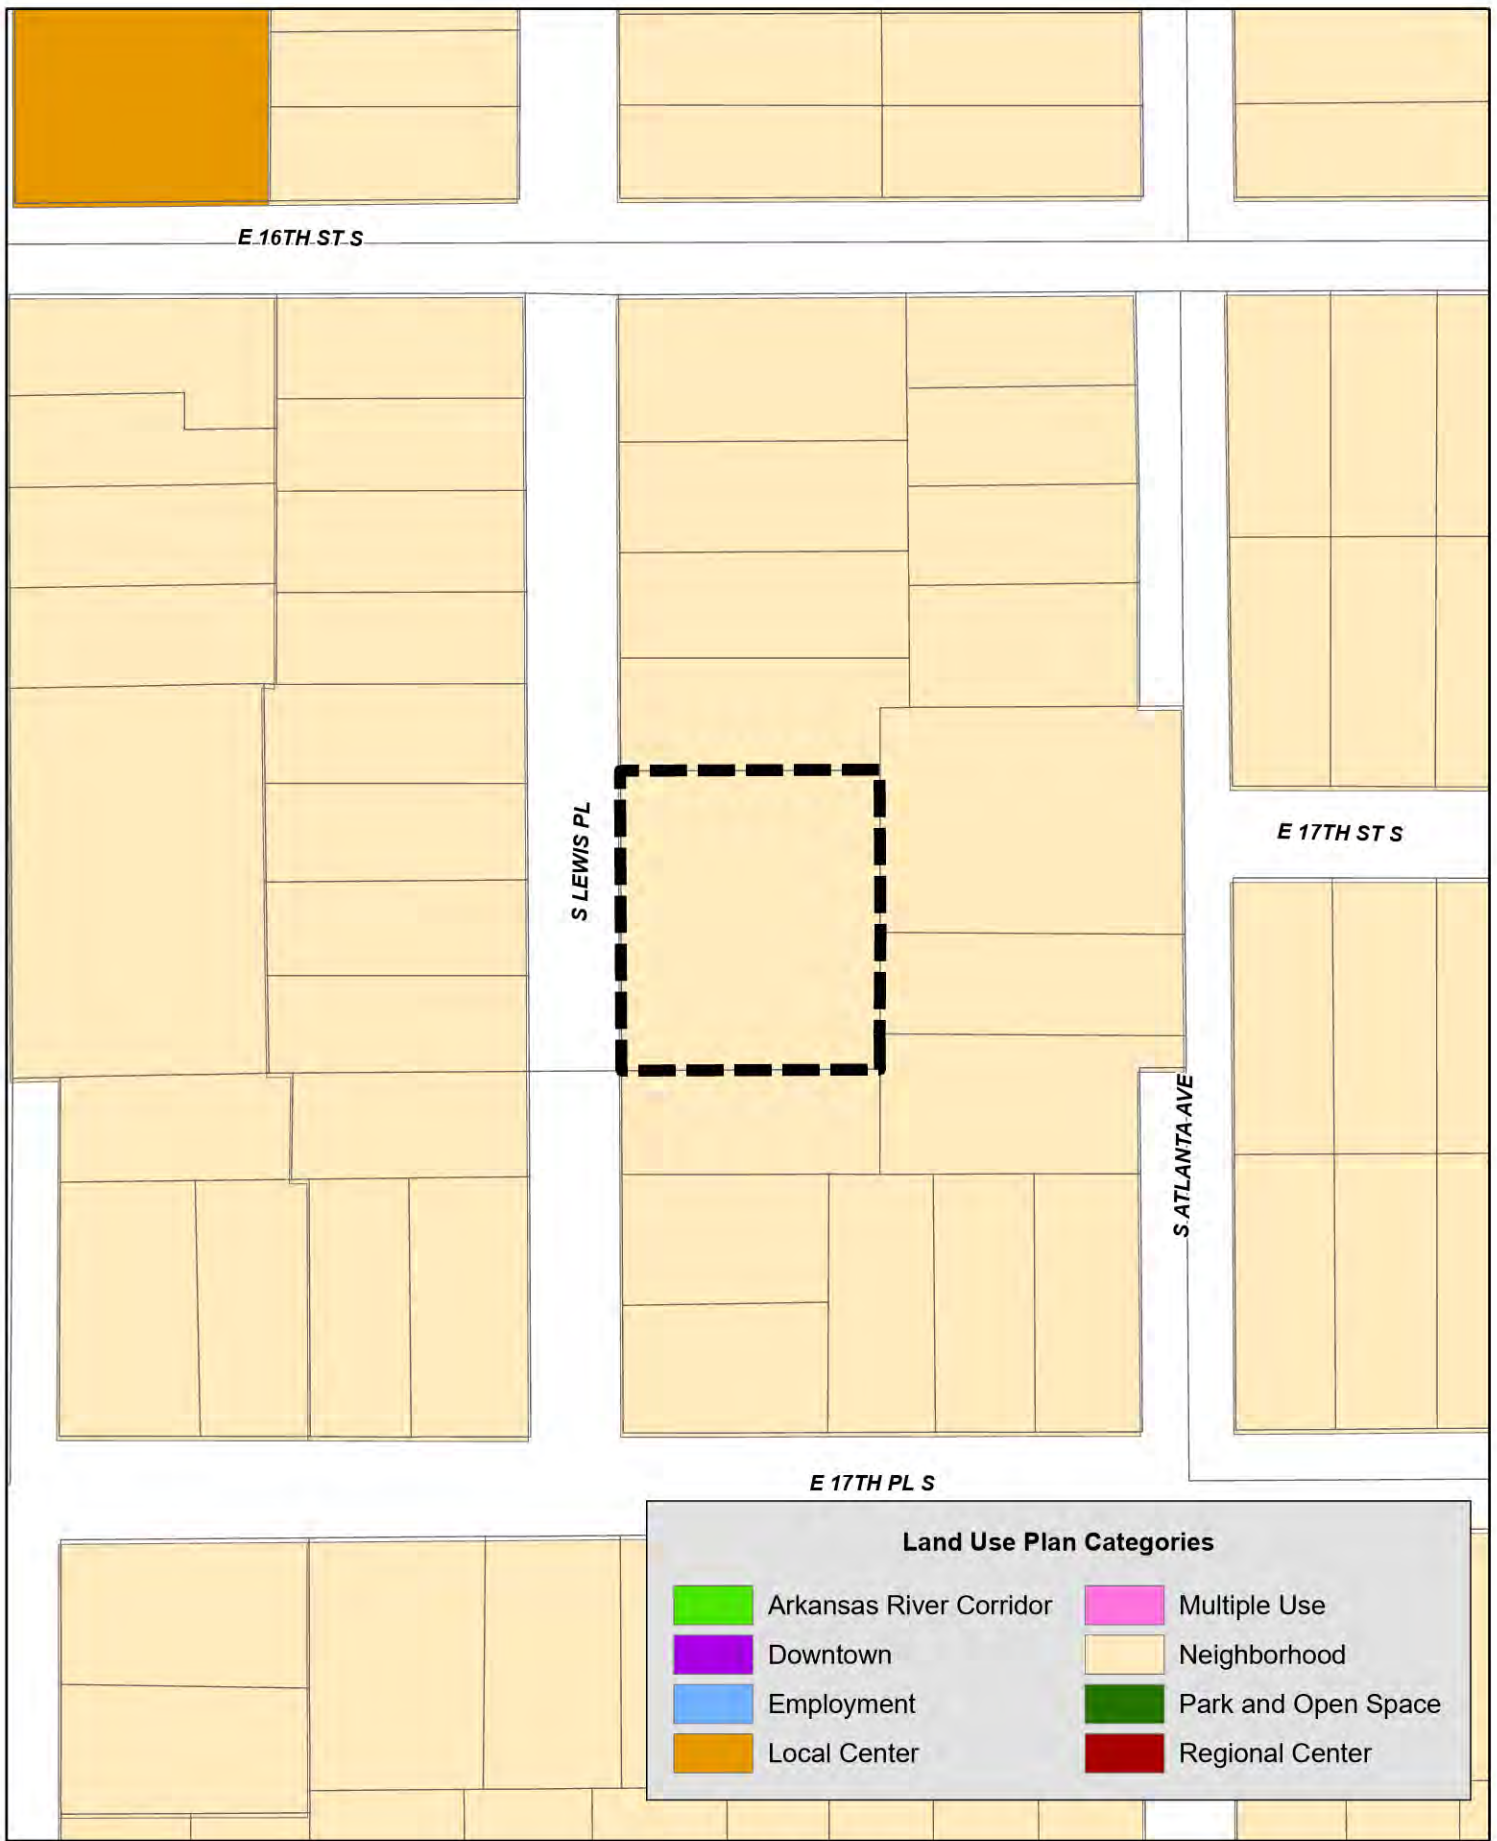 E 16TH ST S
S LEWIS PL
E 17TH ST S
S ATLANTA AVE
E 17TH PL S
Land Use Plan Categories
Arkansas River Corridor
Multiple Use
Downtown
Neighborhood
Employment
Park and Open Space
Local Center
Regional Center